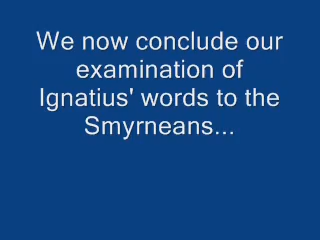 We now conclude our
examination of
Ignatius' words to the
Smyrneans...